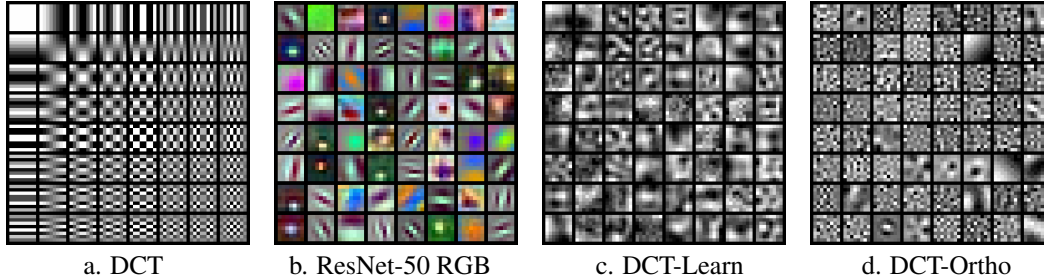 a. DCT
b. ResNet-50 RGB
c. DCT-Learn
d. DCT-Ortho